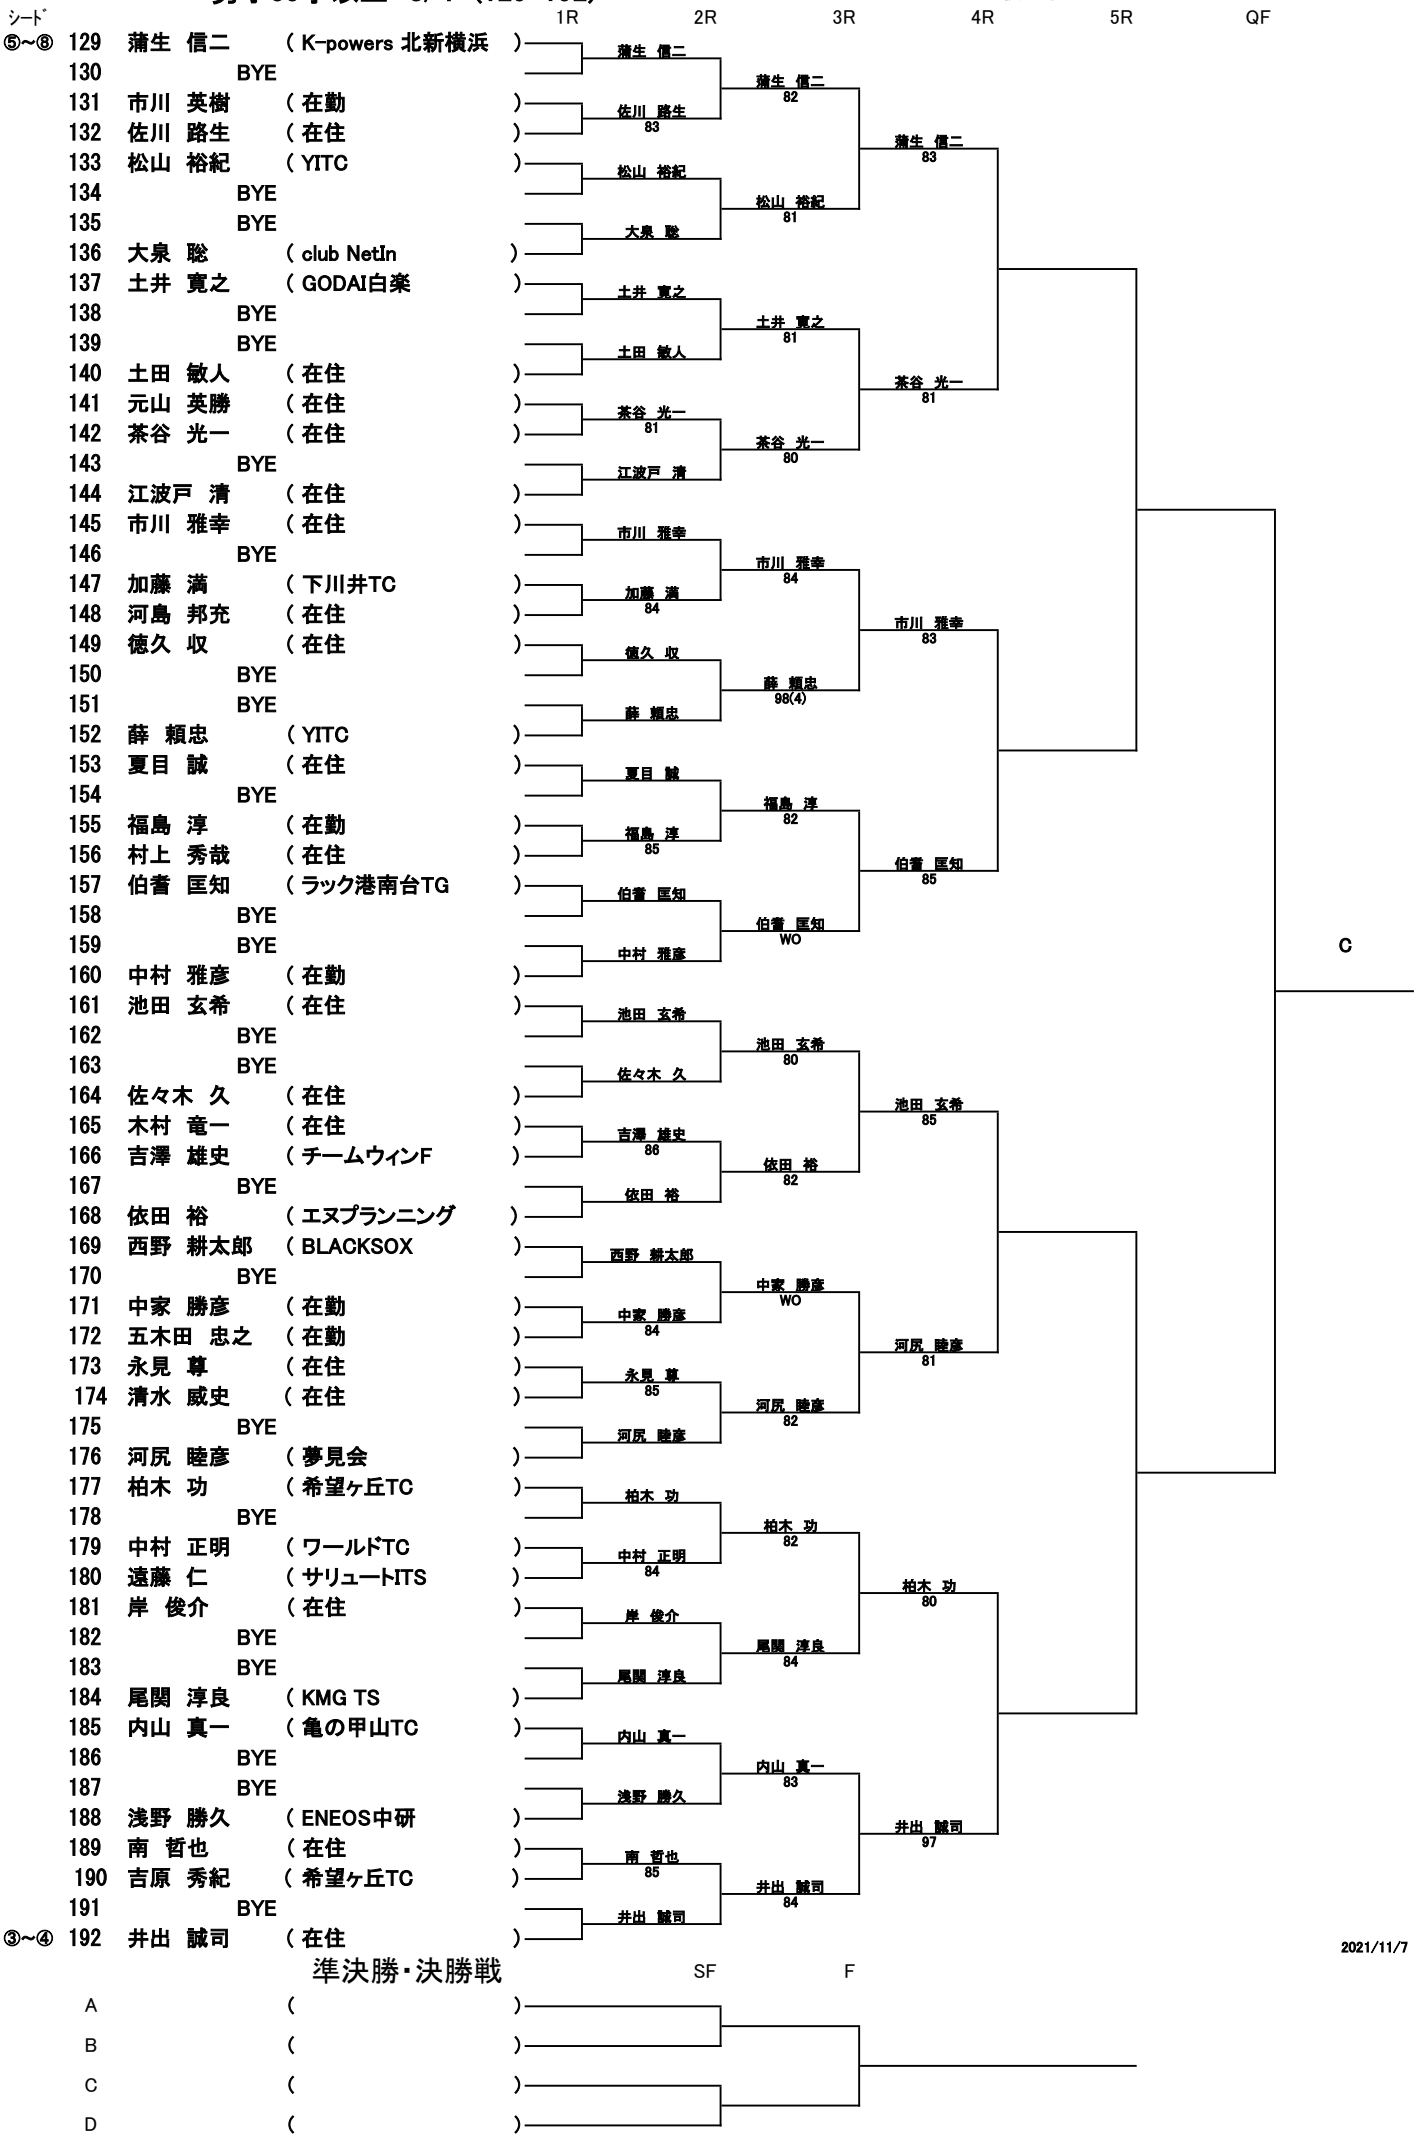 シード 1R 2R 3R 4R 5R QF
⑤~⑧ 129 蒲生 信二 ( K-powers 北新横浜 )
蒲生 信二
130 BYE
蒲生 信二
82
131 市川 英樹 ( 在勤 )
佐川 路生
83
132 佐川 路生 ( 在住 )
蒲生 信二
83
133 松山 裕紀 ( YITC )
松山 裕紀
134 BYE
松山 裕紀
81
135 BYE
大泉 聡
136 大泉 聡 ( club NetIn )
137 土井 寛之 ( GODAI白楽 )
土井 寛之
138 BYE
土井 寛之
81
139 BYE
土田 敏人
140 土田 敏人 ( 在住 )
茶谷 光一
81
141 元山 英勝 ( 在住 )
茶谷 光一
81
142 茶谷 光一 ( 在住 )
茶谷 光一
80
143 BYE
江波戸 清
144 江波戸 清 ( 在住 )
145 市川 雅幸 ( 在住 )
市川 雅幸
146 BYE
市川 雅幸
84
147 加藤 満 ( 下川井TC )
加藤 満
84
148 河島 邦充 ( 在住 )
市川 雅幸
83
149 徳久 収 ( 在住 )
徳久 収
150 BYE
薛 頼忠
98(4)
151 BYE
薛 頼忠
152 薛 頼忠 ( YITC )
153 夏目 誠 ( 在住 )
夏目 誠
154 BYE
福島 淳
82
155 福島 淳 ( 在勤 )
福島 淳
85
156 村上 秀哉 ( 在住 )
伯耆 匡知
85
157 伯耆 匡知 ( ラック港南台TG )
伯耆 匡知
158 BYE
伯耆 匡知
WO
159 BYE
中村 雅彦
C
160 中村 雅彦 ( 在勤 )
161 池田 玄希 ( 在住 )
池田 玄希
162 BYE
池田 玄希
80
163 BYE
佐々木 久
164 佐々木 久 ( 在住 )
池田 玄希
85
165 木村 竜一 ( 在住 )
吉澤 雄史
86
166 吉澤 雄史 ( チームウィンF )
依田 裕
82
167 BYE
依田 裕
168 依田 裕 ( エヌプランニング )
169 西野 耕太郎 ( BLACKSOX )
西野 耕太郎
170 BYE
中家 勝彦
WO
171 中家 勝彦 ( 在勤 )
中家 勝彦
84
172 五木田 忠之 ( 在勤 )
河尻 睦彦
81
173 永見 尊 ( 在住 )
永見 尊
85
174 清水 威史 ( 在住 )
河尻 睦彦
82
175 BYE
河尻 睦彦
176 河尻 睦彦 ( 夢見会 )
177 柏木 功 ( 希望ヶ丘TC )
柏木 功
178 BYE
柏木 功
82
179 中村 正明 ( ワールドTC )
中村 正明
84
180 遠藤 仁 ( サリュートITS )
柏木 功
80
181 岸 俊介 ( 在住 )
岸 俊介
182 BYE
尾関 淳良
84
183 BYE
尾関 淳良
184 尾関 淳良 ( KMG TS )
185 内山 真一 ( 亀の甲山TC )
内山 真一
186 BYE
内山 真一
83
187 BYE
浅野 勝久
188 浅野 勝久 ( ENEOS中研 )
井出 誠司
97
189 南 哲也 ( 在住 )
南 哲也
85
190 吉原 秀紀 ( 希望ヶ丘TC )
井出 誠司
84
191 BYE
井出 誠司
③~④ 192 井出 誠司 ( 在住 )
2021/11/7
準決勝・決勝戦 SF F
A ( )
B ( )
C ( )
D ( )